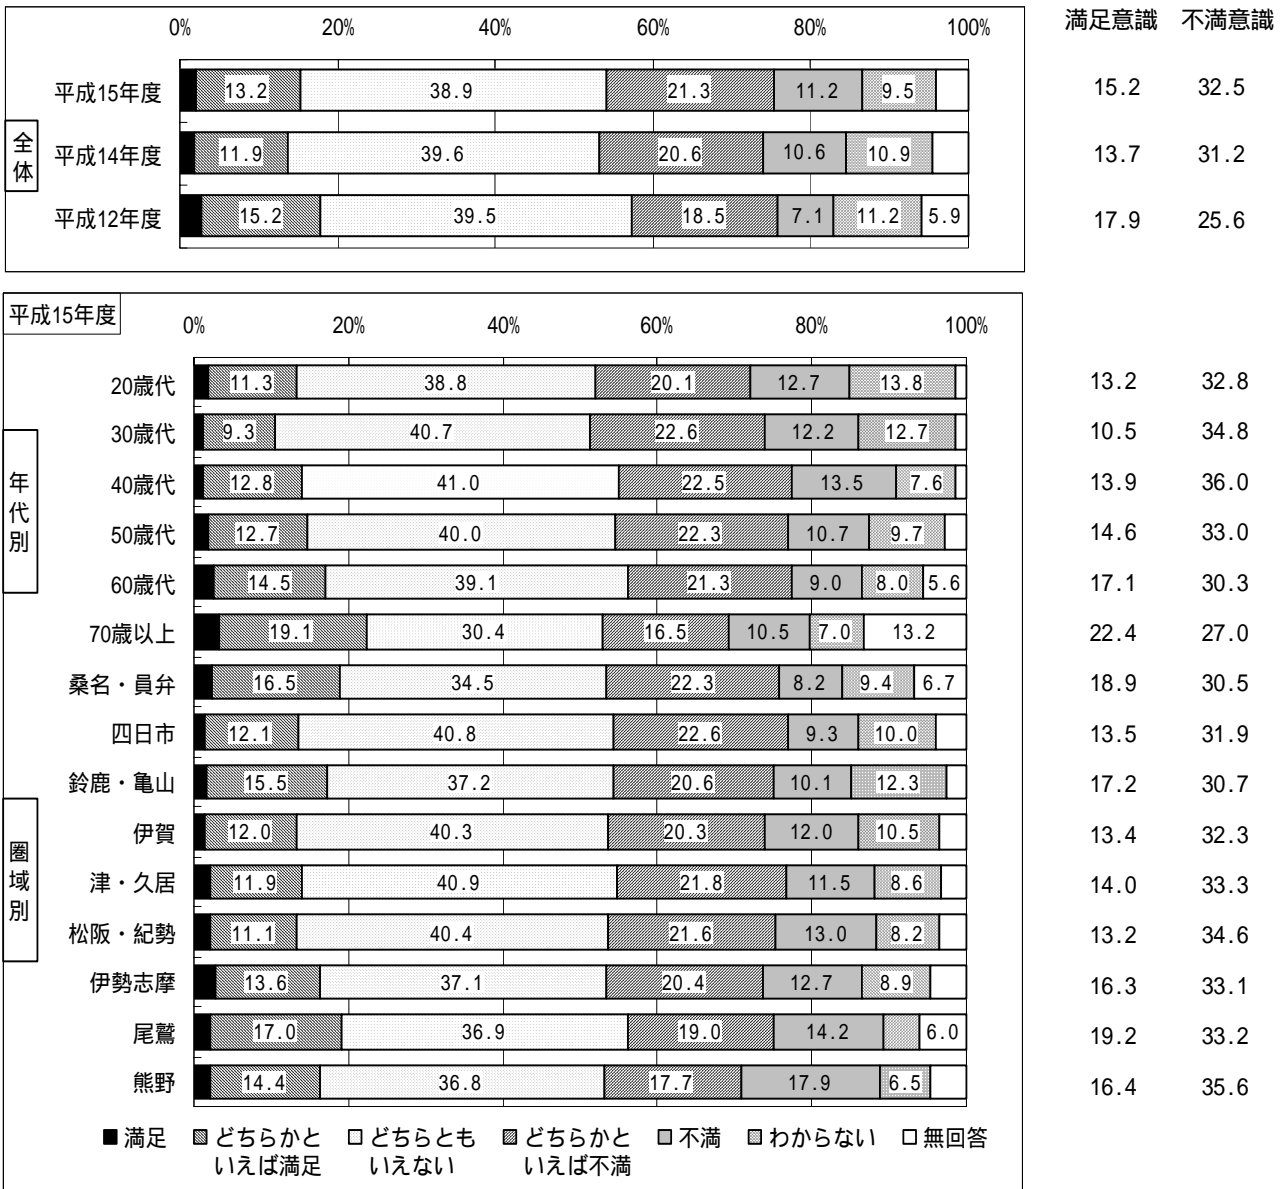 満足意識 不満意識
0% 20% 40% 60% 80% 100%
全体
平成15年度 13.2 38.9 21.3 11.2 9.5 15.2 32.5
平成14年度 11.9 39.6 20.6 10.6 10.9 13.7 31.2
平成12年度 15.2 39.5 18.5 7.1 11.2 5.9 17.9 25.6
平成15年度
0% 20% 40% 60% 80% 100%
年代別
20歳代 11.3 38.8 20.1 12.7 13.8 13.2 32.8
30歳代 9.3 40.7 22.6 12.2 12.7 10.5 34.8
40歳代 12.8 41.0 22.5 13.5 7.6 13.9 36.0
50歳代 12.7 40.0 22.3 10.7 9.7 14.6 33.0
60歳代 14.5 39.1 21.3 9.0 8.0 5.6 17.1 30.3
70歳以上 19.1 30.4 16.5 10.5 7.0 13.2 22.4 27.0
圏域別
桑名・員弁 16.5 34.5 22.3 8.2 9.4 6.7 18.9 30.5
四日市 12.1 40.8 22.6 9.3 10.0 13.5 31.9
鈴鹿・亀山 15.5 37.2 20.6 10.1 12.3 17.2 30.7
伊賀 12.0 40.3 20.3 12.0 10.5 13.4 32.3
津・久居 11.9 40.9 21.8 11.5 8.6 14.0 33.3
松阪・紀勢 11.1 40.4 21.6 13.0 8.2 13.2 34.6
伊勢志摩 13.6 37.1 20.4 12.7 8.9 16.3 33.1
尾鷲 17.0 36.9 19.0 14.2 6.0 19.2 33.2
熊野 14.4 36.8 17.7 17.9 6.5 16.4 35.6
満足 どちらかと どちらとも どちらかと 不満 わからない 無回答
いえば満足 いえない いえば不満